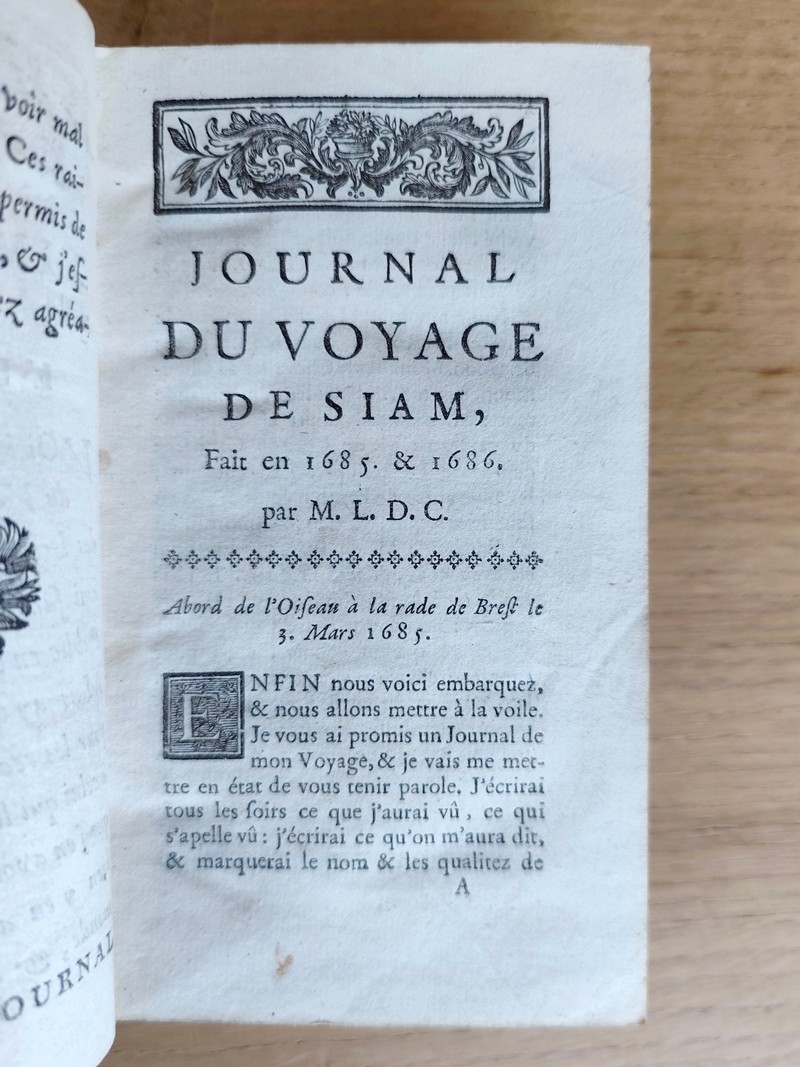 voir mal
Ces rai-
permis de
, & j'es-
ez agréa-
OURNAL
JOURNAL
DU VOYAGE
DE SIAM,
Fait en 1685. & 1686.
par M. L. D. C.
Abord de l'Oiſeau à la rade de Breſt le
3. Mars 1685.
ENFIN nous voici embarquez,
& nous allons mettre à la voile.
Je vous ai promis un Journal de
mon Voyage, & je vais me met-
tre en état de vous tenir parole. J'écrirai
tous les ſoirs ce que j'aurai vû, ce qui
s'apelle vû : j'écrirai ce qu'on m'aura dit,
& marquerai le nom & les qualitez de
A